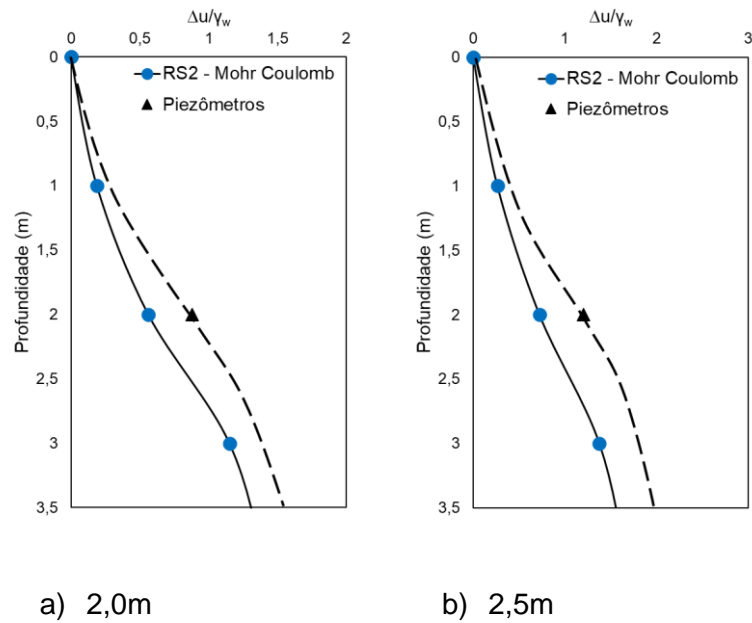 Δu/γw
0 0,5 1 1,5 2
0
0,5
1
1,5
2
2,5
3
3,5
Profundidade (m)
RS2 - Mohr Coulomb
Piezômetros
a) 2,0m
Δu/γw
0 1 2 3
0
0,5
1
1,5
2
2,5
3
3,5
Profundidade (m)
RS2 - Mohr Coulomb
Piezômetros
b) 2,5m